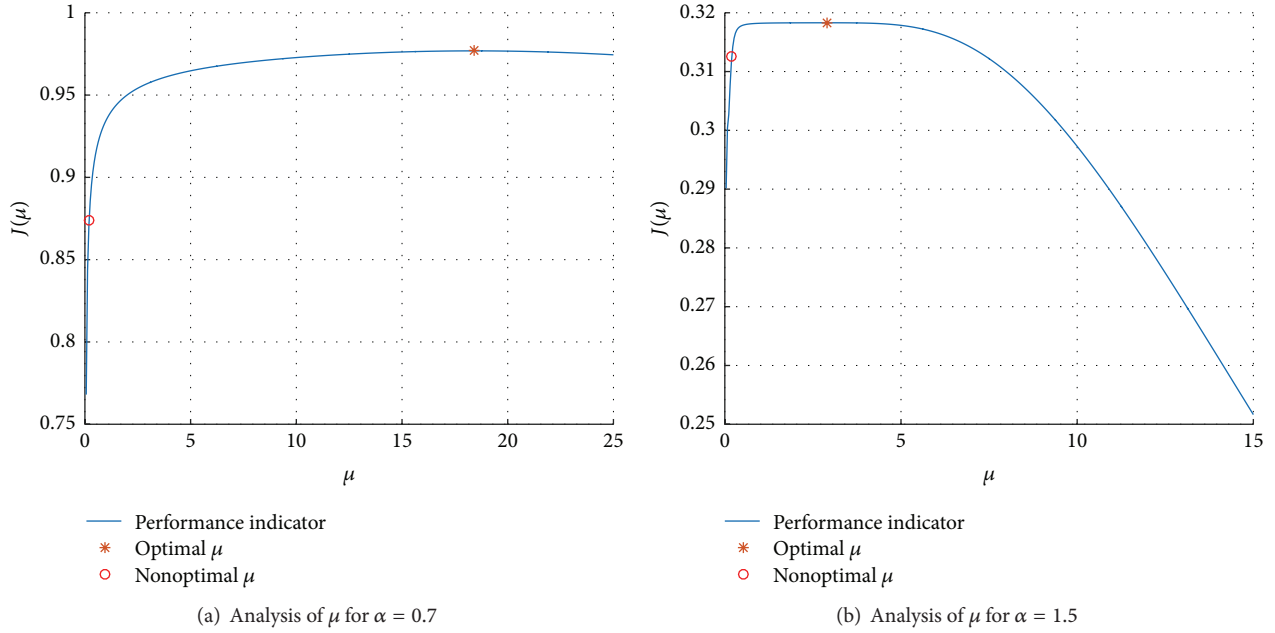 1
0.95
0.9
0.85
0.8
0.75
J(μ)
0
5
10
15
20
25
μ
Performance indicator
Optimal μ
Nonoptimal μ
(a) Analysis of μ for α = 0.7
0.32
0.31
0.3
0.29
0.28
0.27
0.26
0.25
J(μ)
0
5
10
15
μ
Performance indicator
Optimal μ
Nonoptimal μ
(b) Analysis of μ for α = 1.5